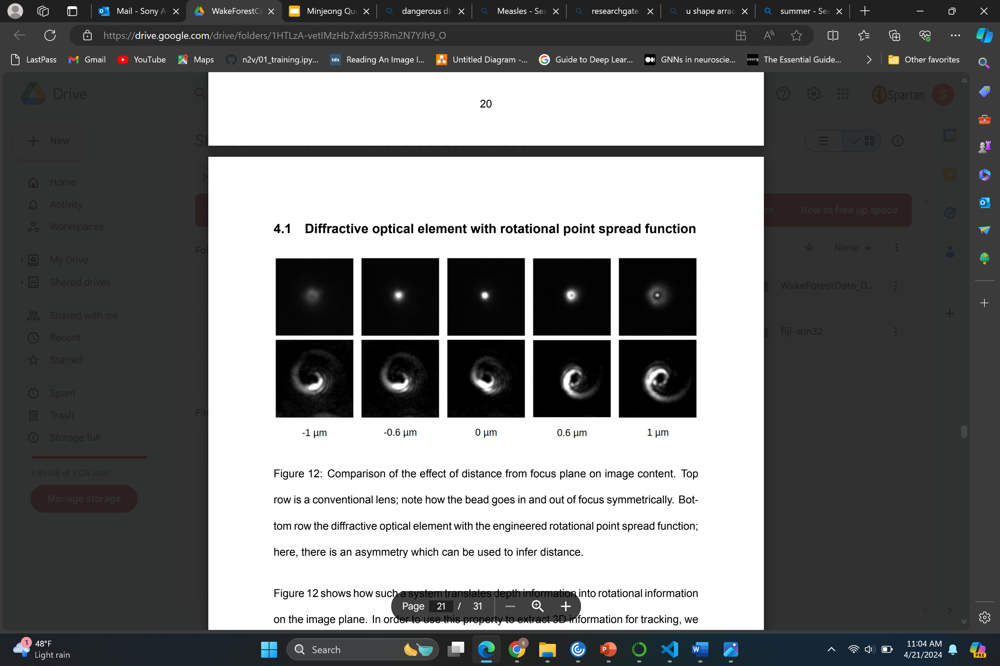 Mail - Sony A
WakeForestCe
Minjeong Qu
dangerous di
Measles - Sea
researchgate
u shape arrao
summer - Sea
https://drive.google.com/drive/folders/1HTLzA-vetIMzHb7xdr593Rm2N7YJh9_O
LastPass
Gmail
YouTube
Maps
n2v/01_training.ipy...
Reading An Image I...
Untitled Diagram -...
Guide to Deep Lear...
GNNs in neuroscie...
The Essential Guide...
Other favorites
Drive
Spartan
S
20
New
Home
Activity
Workspaces
My Drive
Shared drives
Shared with me
Recent
Starred
Spam
Trash
Storage full
9.85 GB of 3 GB used
Manage storage
or.
How to free up space
Name
WakeForestData_0...
fiji-win32
Fol
File
4.1 Diffractive optical element with rotational point spread function
-1 µm
-0.6 µm
0 µm
0.6 µm
1 µm
Figure 12: Comparison of the effect of distance from focus plane on image content. Top
row is a conventional lens; note how the bead goes in and out of focus symmetrically. Bot-
tom row the diffractive optical element with the engineered rotational point spread function;
here, there is an asymmetry which can be used to infer distance.
Figure 12 shows how such a system translates depth information into rotational information
on the image plane. In order to use this property to extract 3D information for tracking, we
Page 21 / 31
1
48°F
Light rain
Search
11:04 AM
4/21/2024
PRE